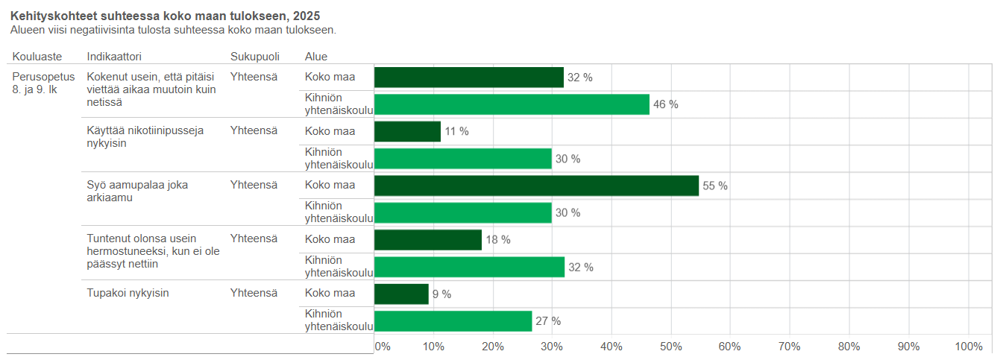 Kehityskohteet suhteessa koko maan tulokseen, 2025
Alueen viisi negatiivisinta tulosta suhteessa koko maan tulokseen.
Kouluaste Indikaattori Sukupuoli Alue
Perusopetus 8. ja 9. lk
Kokenut usein, että pitäisi
viettää aikaa muutoin kuin
netissä
Yhteensä
Koko maa 32 %
Kihniön
yhtenäiskoulu 46 %
Käyttää nikotiinipusseja
nykyisin
Yhteensä
Koko maa 11 %
Kihniön
yhtenäiskoulu 30 %
Syö aamupalaa joka
arkiaamu
Yhteensä
Koko maa 55 %
Kihniön
yhtenäiskoulu 30 %
Tuntenut olonsa usein
hermostuneeksi, kun ei ole
päässyt nettiin
Yhteensä
Koko maa 18 %
Kihniön
yhtenäiskoulu 32 %
Tupakoi nykyisin
Yhteensä
Koko maa 9 %
Kihniön
yhtenäiskoulu 27 %
0% 10% 20% 30% 40% 50% 60% 70% 80% 90% 100%